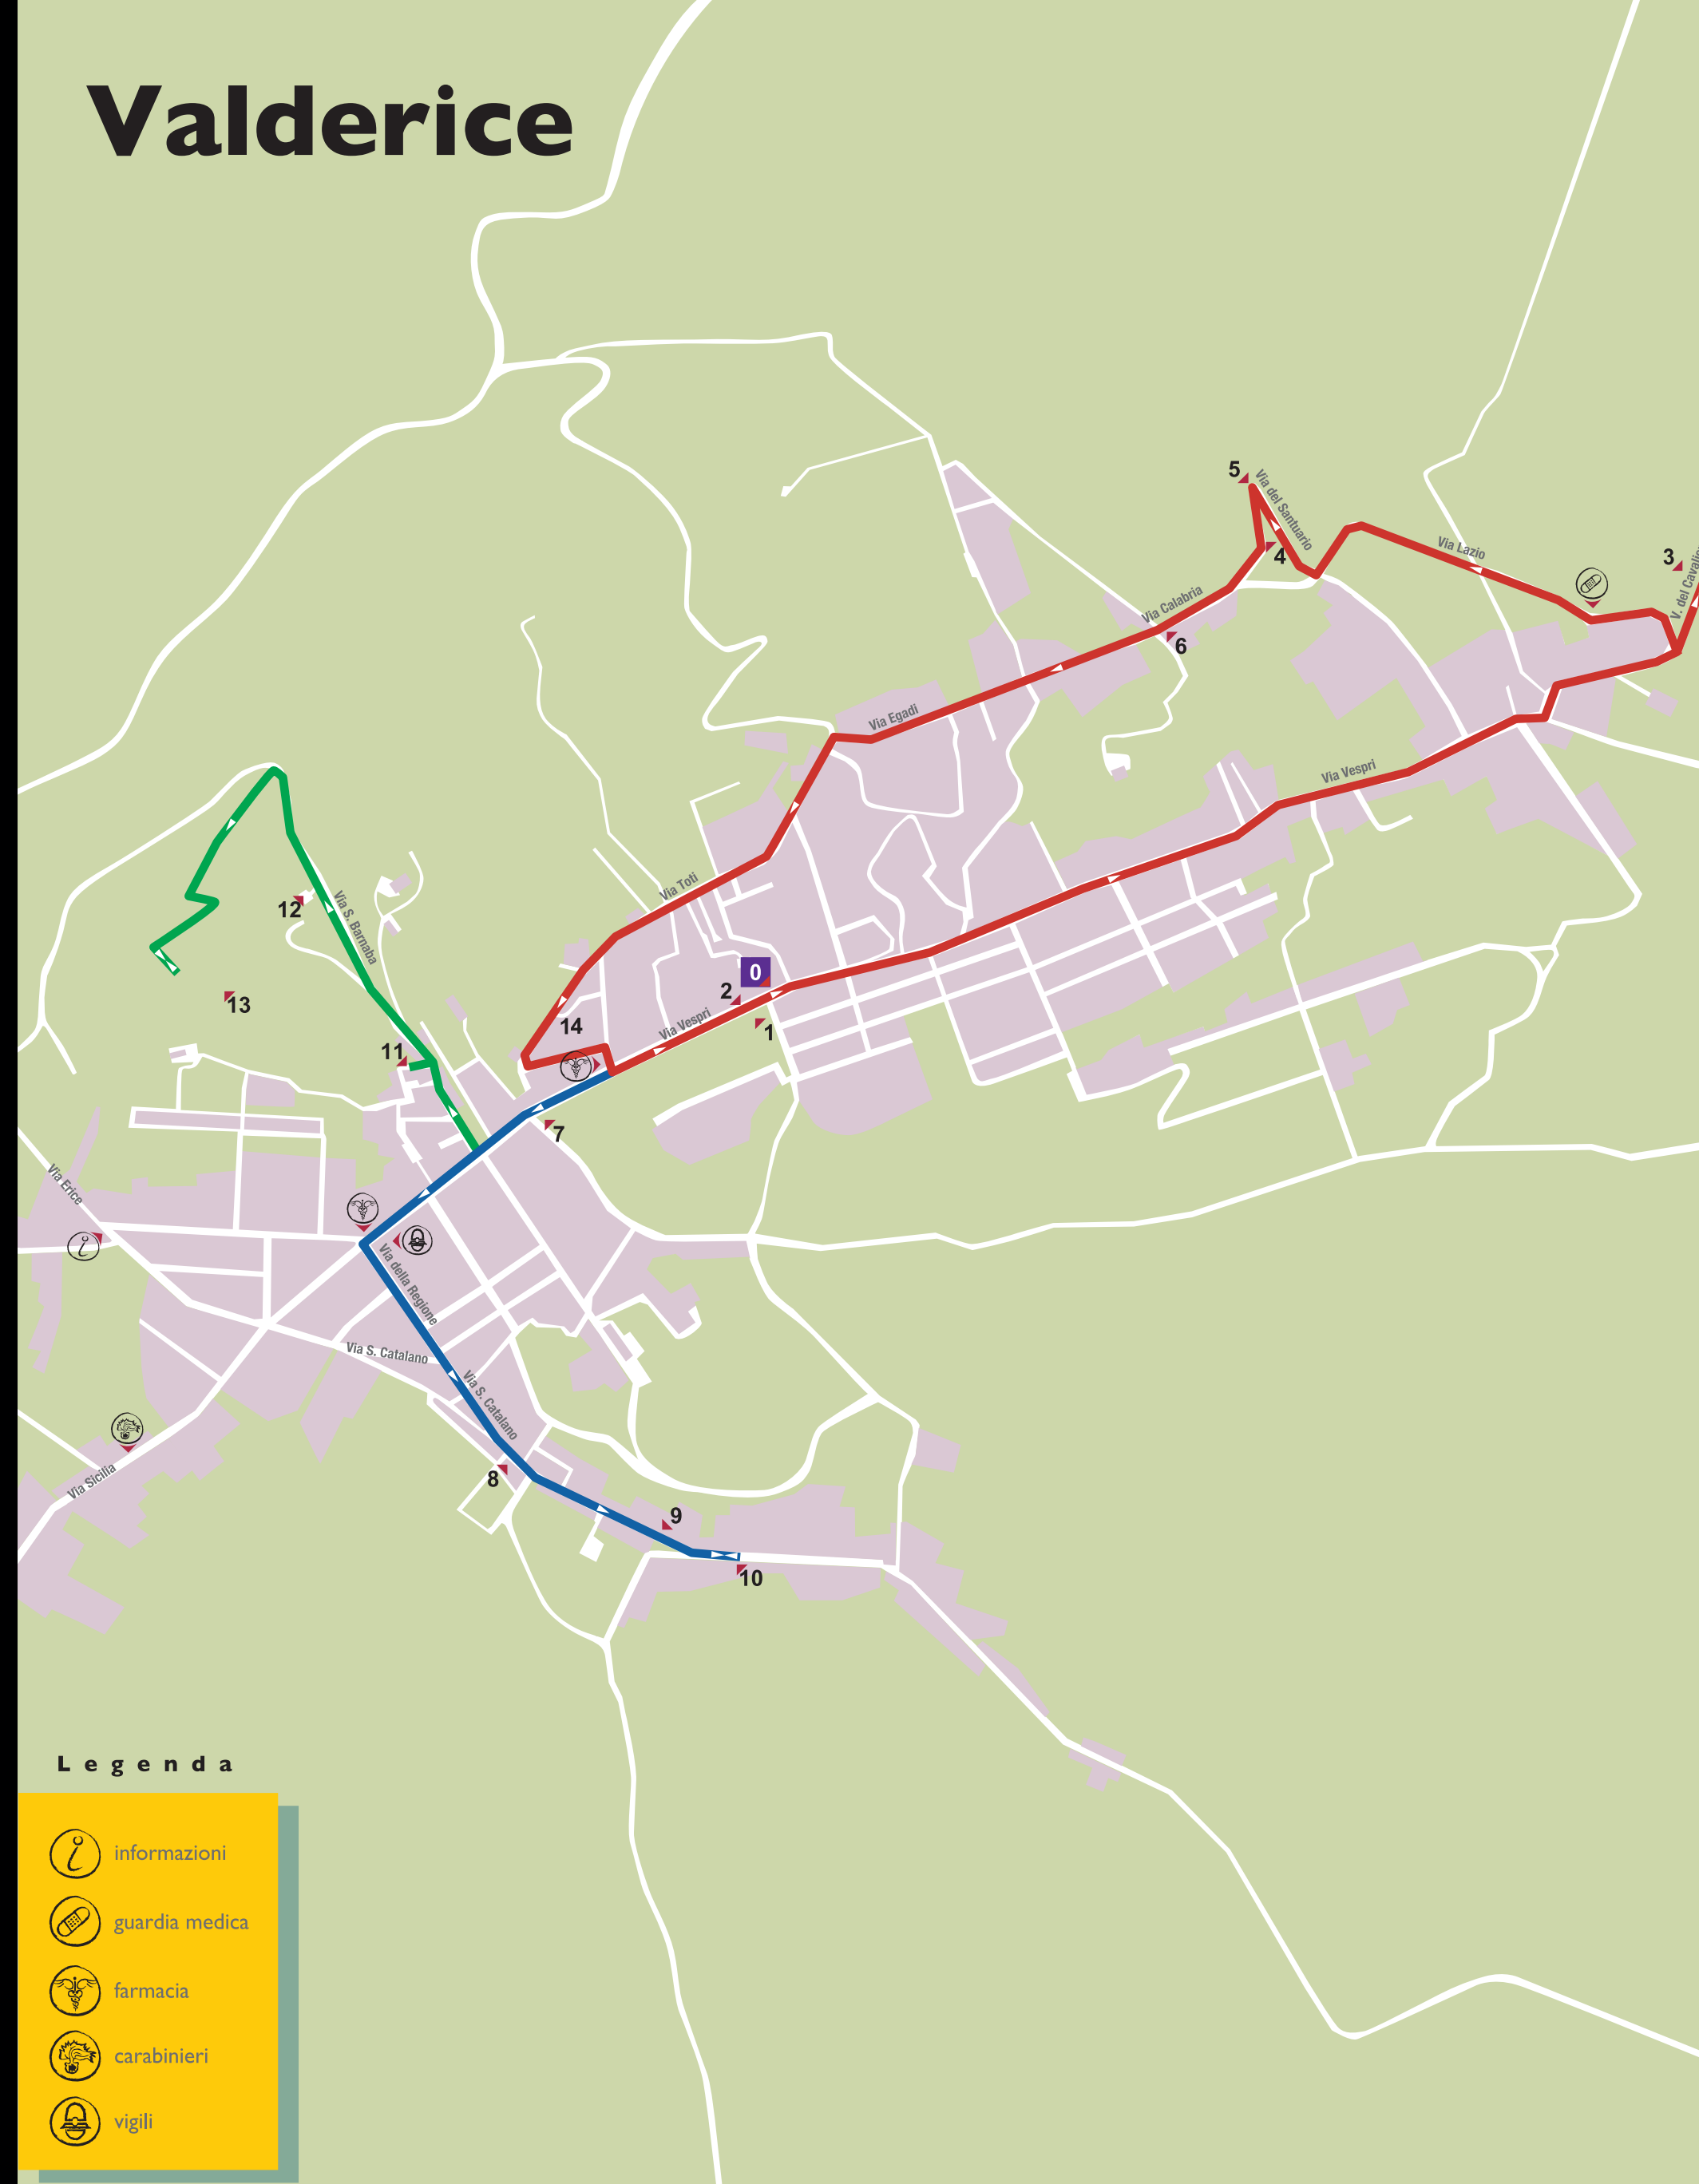 Valderice
5
Via del Santuario
4
Via Lazio
3
Via Calabria
6
Via Egadi
Via Vespri
Via Toti
12
Via S. Barnaba
0
2
13
14
Via Vespri
1
11
7
Via Erice
Via della Regione
Via S. Catalano
Via S. Catalano
8
Via Sicilia
9
10
Legenda
informazioni
guardia medica
farmacia
carabinieri
vigili